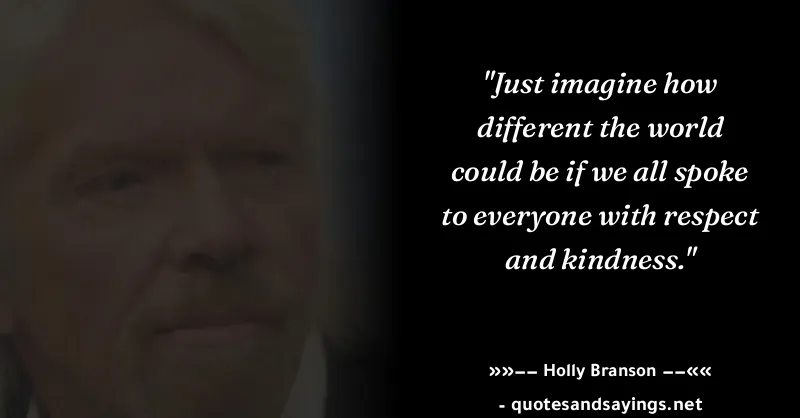 "Just imagine how
different the world
could be if we all spoke
to everyone with respect
and kindness."
»»−− Holly Branson −−««
- quotesandsayings.net